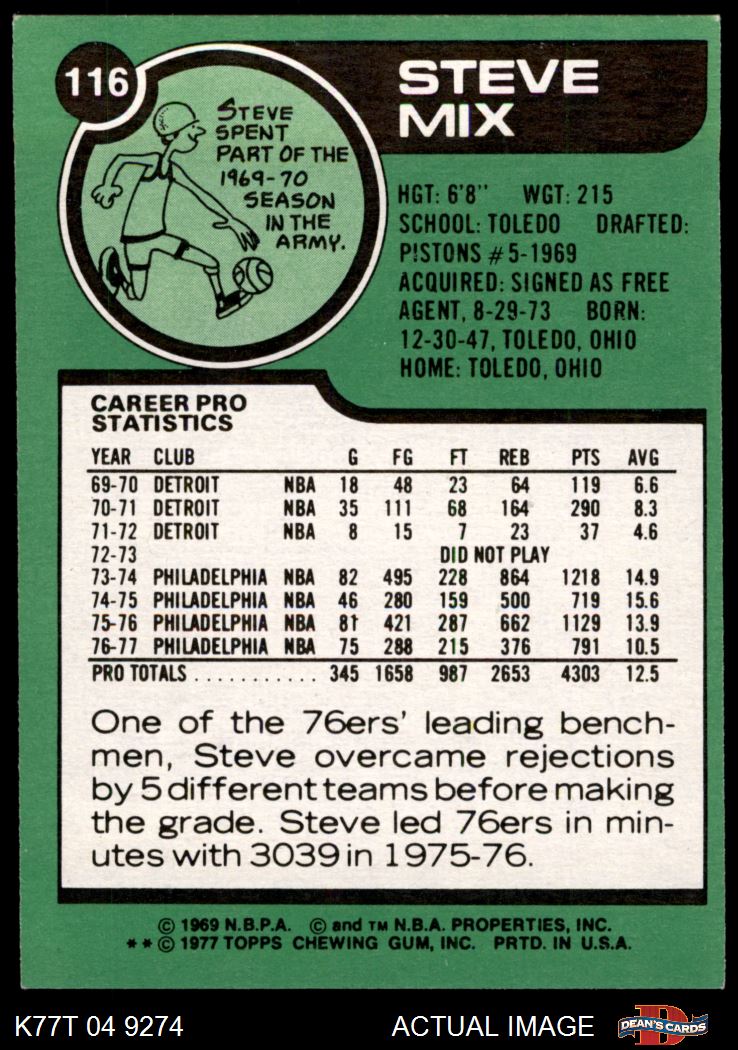 116
STEVE
MIX
STEVE
SPENT
PART OF THE
1969-70
SEASON
IN THE
ARMY.
HGT: 6'8" WGT: 215
SCHOOL: TOLEDO DRAFTED:
PISTONS #5-1969
ACQUIRED: SIGNED AS FREE
AGENT, 8-29-73 BORN:
12-30-47, TOLEDO, OHIO
HOME: TOLEDO, OHIO
CAREER PRO
STATISTICS
YEAR CLUB G FG FT REB PTS AVG
69-70 DETROIT NBA 18 48 23 64 119 6.6
70-71 DETROIT NBA 35 111 68 164 290 8.3
71-72 DETROIT NBA 8 15 7 23 37 4.6
72-73 DID NOT PLAY
73-74 PHILADELPHIA NBA 82 495 228 864 1218 14.9
74-75 PHILADELPHIA NBA 46 280 159 500 719 15.6
75-76 PHILADELPHIA NBA 81 421 287 662 1129 13.9
76-77 PHILADELPHIA NBA 75 288 215 376 791 10.5
PRO TOTALS . . . . . . . . . . . 345 1658 987 2653 4303 12.5
One of the 76ers' leading bench-
men, Steve overcame rejections
by 5 different teams before making
the grade. Steve led 76ers in min-
utes with 3039 in 1975-76.
© 1969 N.B.P.A. © and TM N.B.A. PROPERTIES, INC.
** © 1977 TOPPS CHEWING GUM, INC. PRTD. IN U.S.A.
K77T 04 9274 ACTUAL IMAGE
D
DEAN'S CARDS